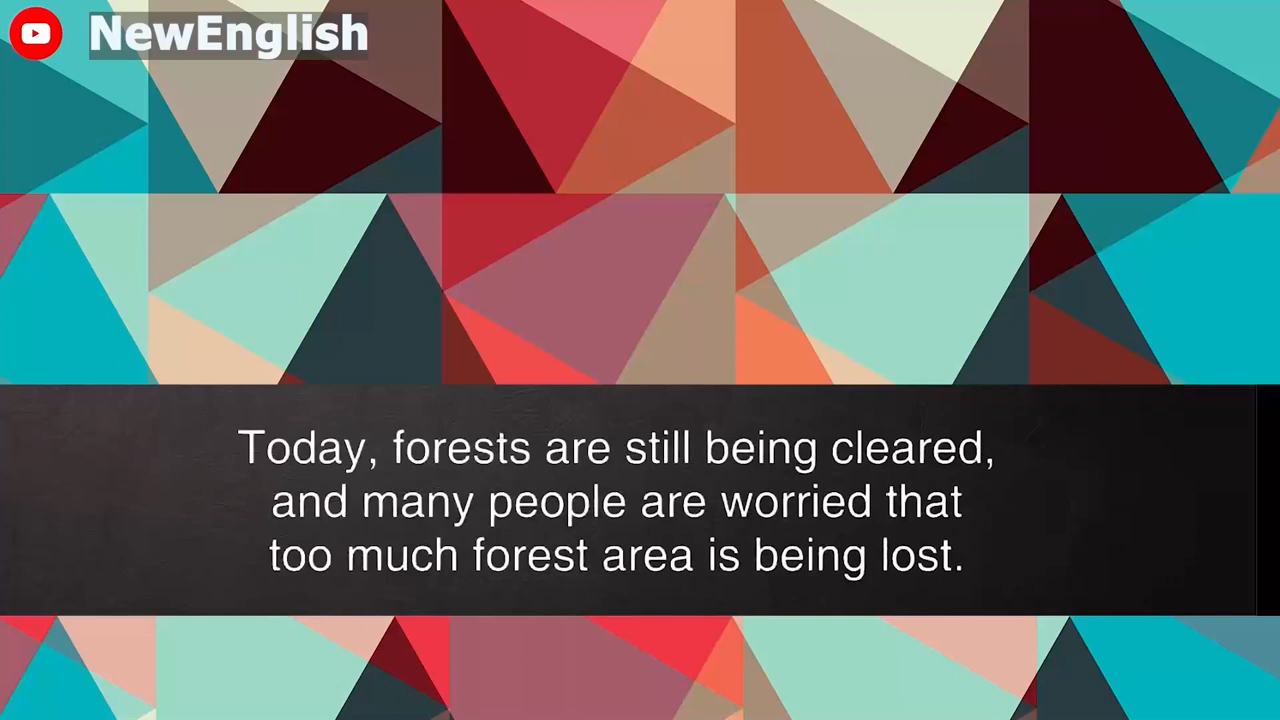 NewEnglish
Today, forests are still being cleared,
and many people are worried that
too much forest area is being lost.